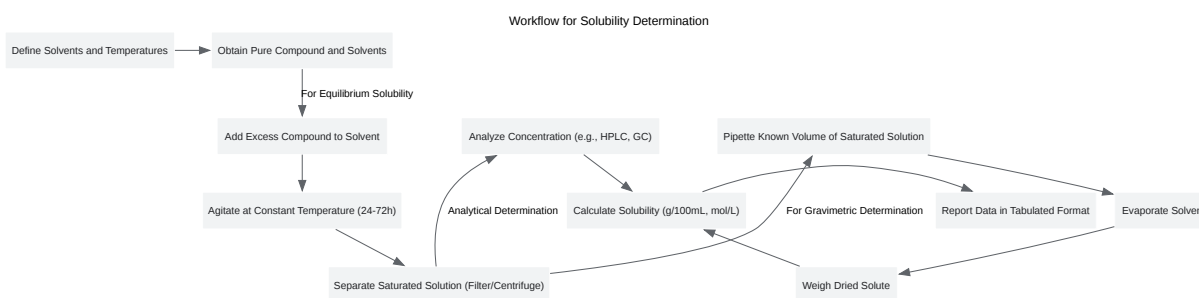 Workflow for Solubility Determination
Define Solvents and Temperatures
Obtain Pure Compound and Solvents
For Equilibrium Solubility
Add Excess Compound to Solvent
Analyze Concentration (e.g., HPLC, GC)
Pipette Known Volume of Saturated Solution
Agitate at Constant Temperature (24-72h)
Analytical Determination
Calculate Solubility (g/100mL, mol/L)
For Gravimetric Determination
Report Data in Tabulated Format
Evaporate Solve
Separate Saturated Solution (Filter/Centrifuge)
Weigh Dried Solute